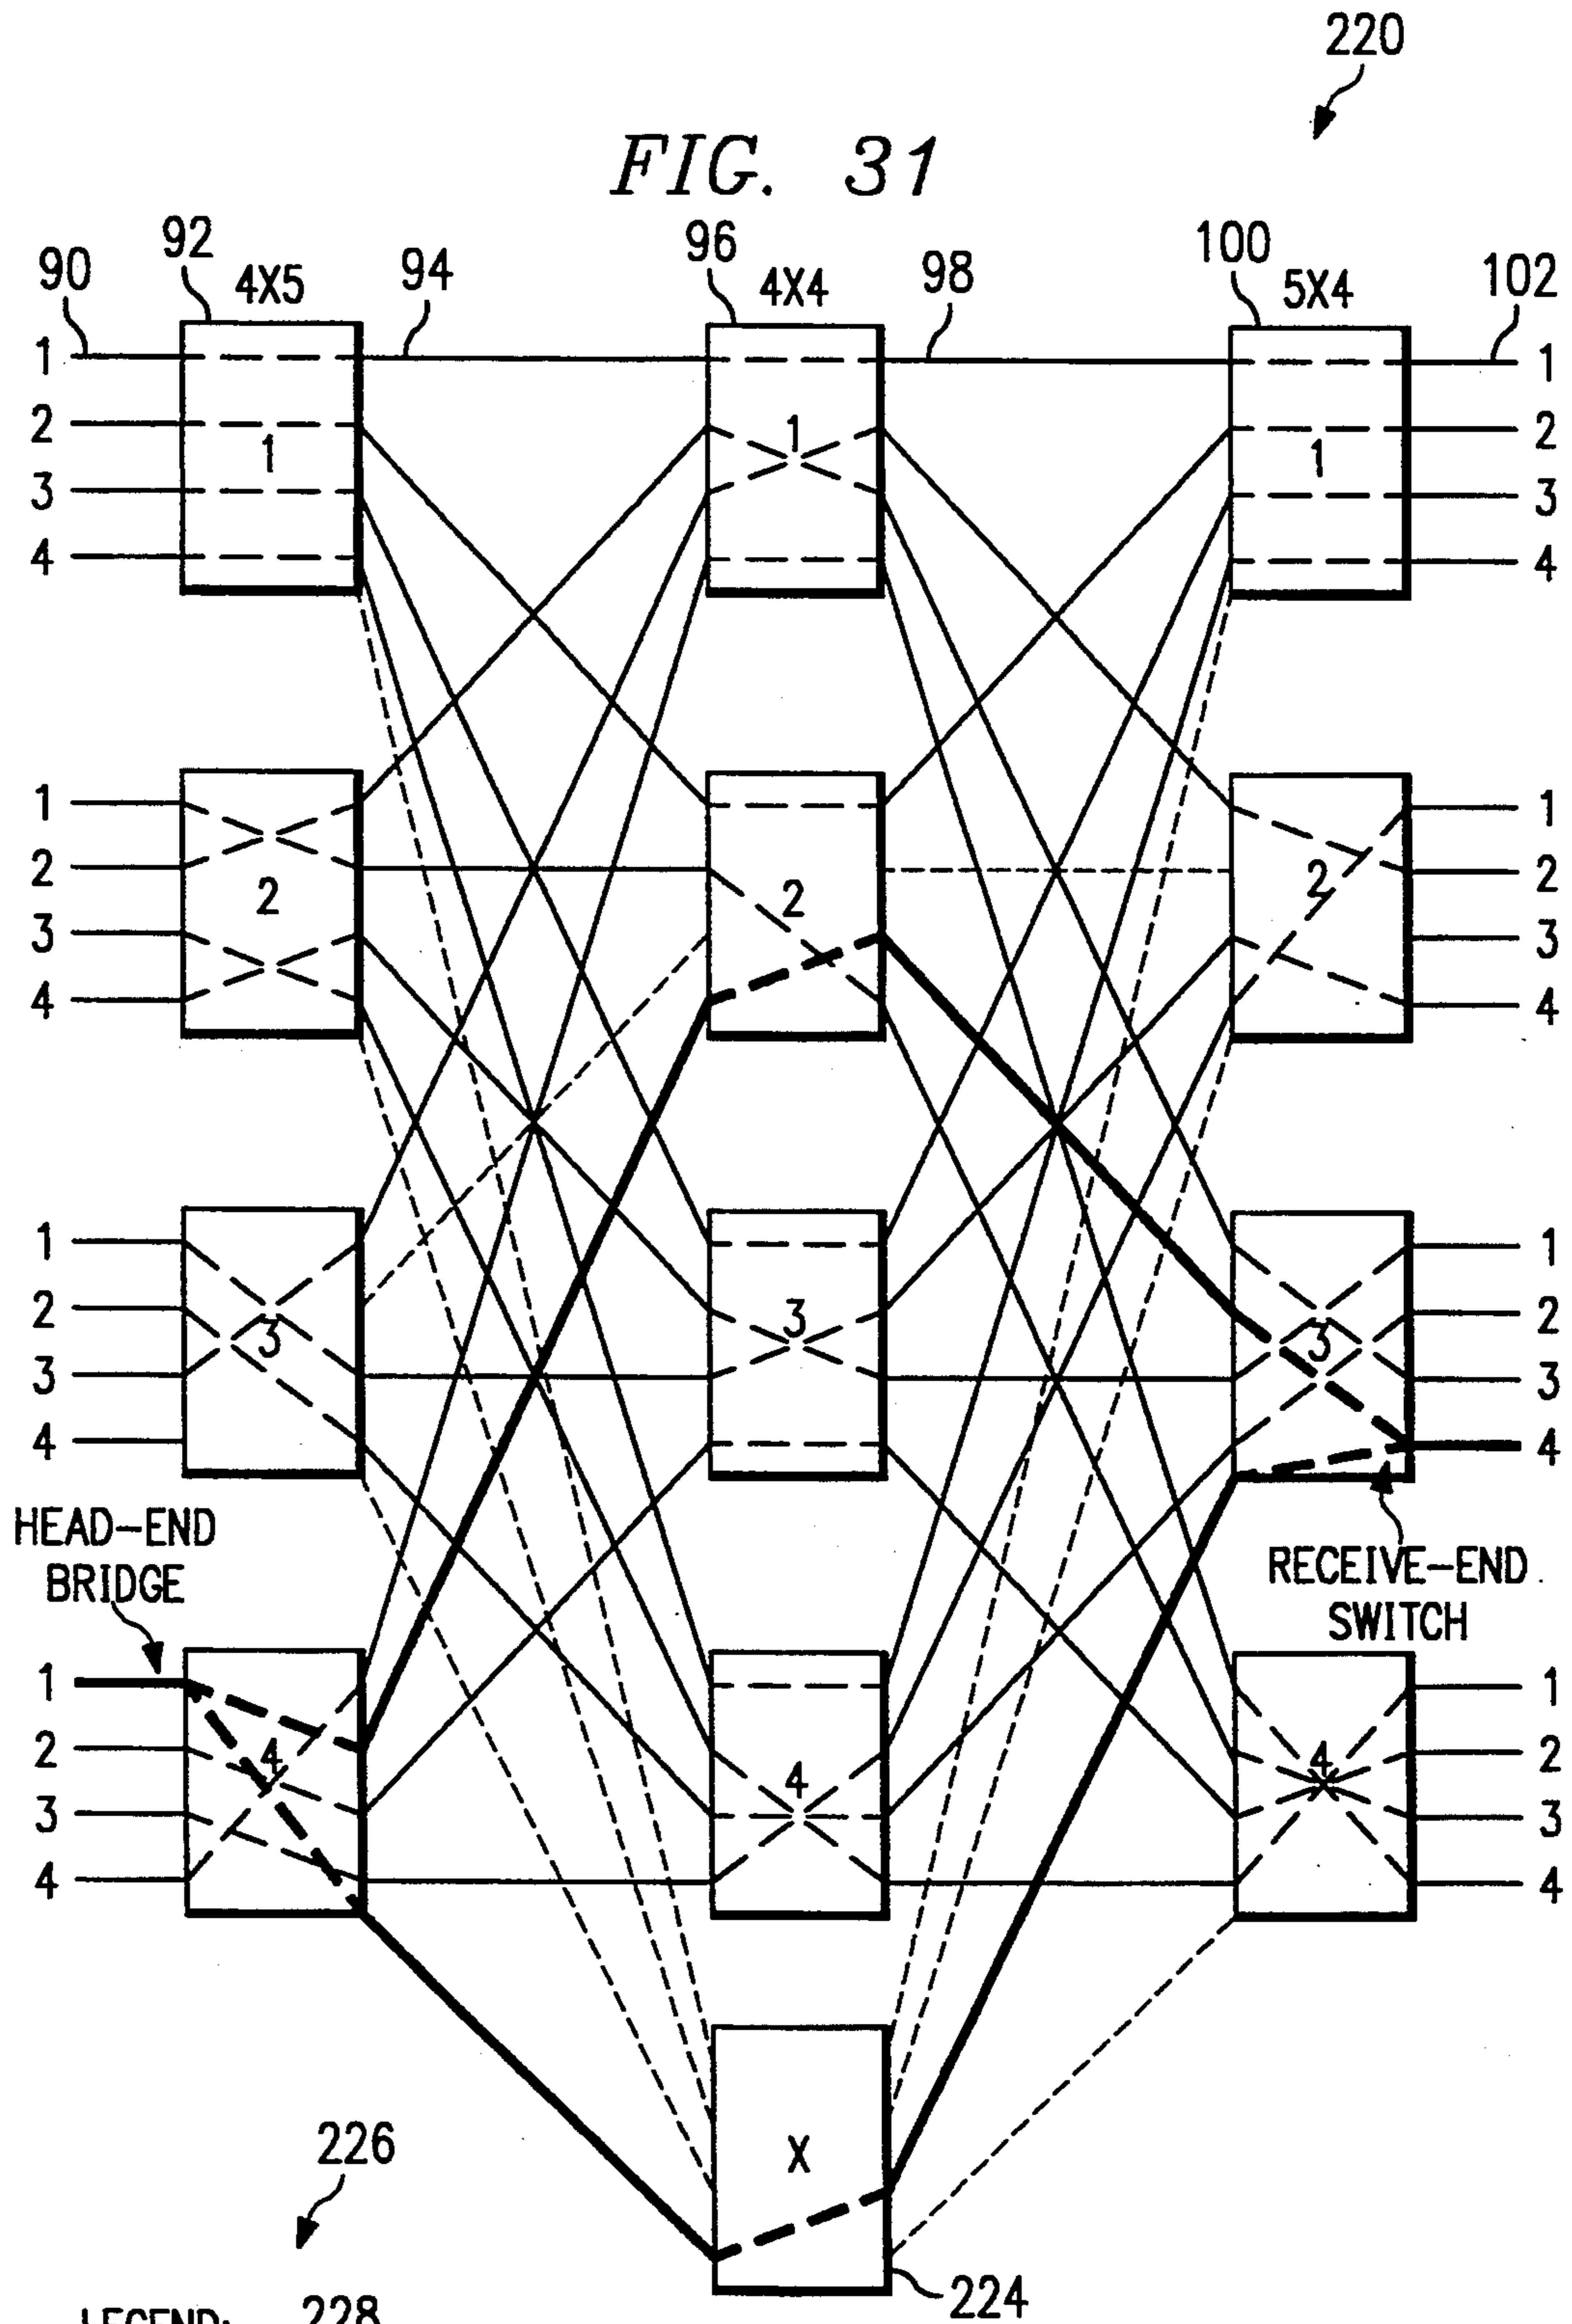 220
FIG. 31
90 92 4X5 94 96 4X4 98 100 5X4 102
1 1
2 1 1 1 2
3 3
4 4
1 1
2 2 2 2 2
3 3
4 4
1 1
2 3 3 3 2
3 3
4 4
HEAD-END
BRIDGE
RECEIVE-END
SWITCH
1 1
2 4 4 4 2
3 3
4 4
X
226
224
LEGEND: 228